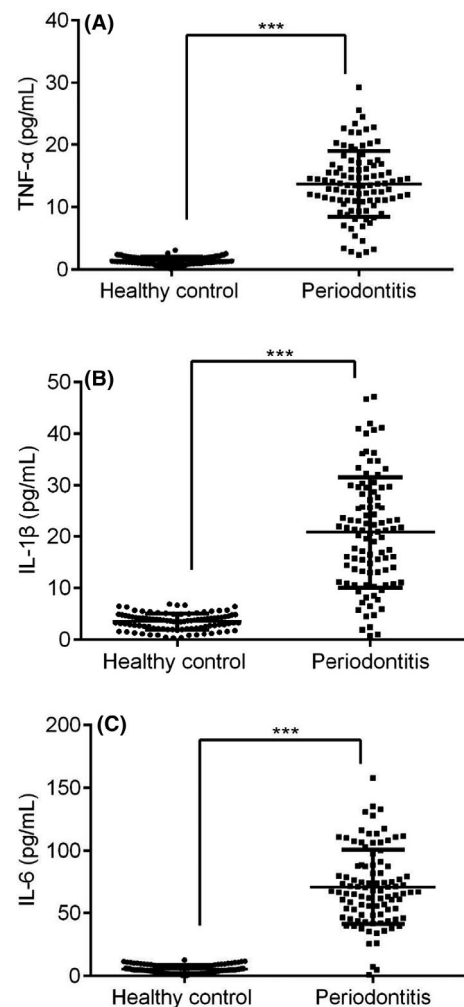 (A)
***
TNF-α (pg/mL)
40
30
20
10
0
Healthy control
Periodontitis
(B)
***
IL-1β (pg/mL)
50
40
30
20
10
0
Healthy control
Periodontitis
(C)
***
IL-6 (pg/mL)
200
150
100
50
0
Healthy control
Periodontitis